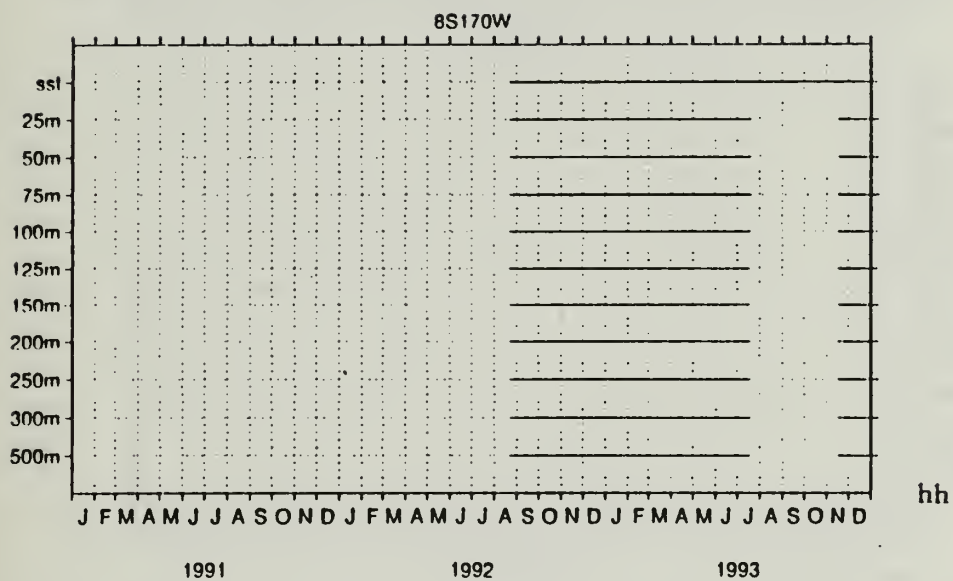 8S170W
sst
25m
50m
75m
100m
125m
150m
200m
250m
300m
500m
J F M A M J J A S O N D J F M A M J J A S O N D J F M A M J J A S O N D
hh
1991 1992 1993